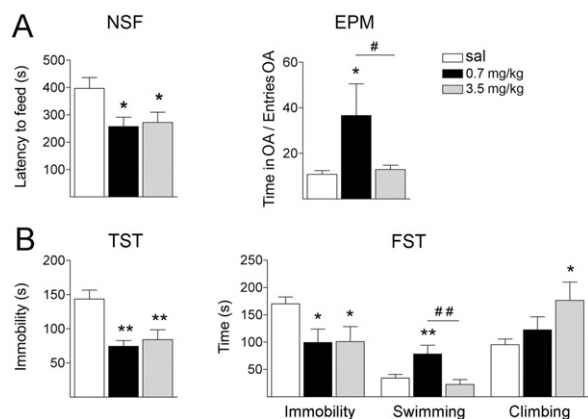 A
NSF
Latency to feed (s)
500
400
300
200
100
*
*
EPM
Time in OA / Entries OA
60
40
20
*
#
sal
0.7 mg/kg
3.5 mg/kg
B
TST
Immobility (s)
200
150
100
50
**
**
FST
Time (s)
250
200
150
100
50
*
*
**
# #
*
Immobility
Swimming
Climbing